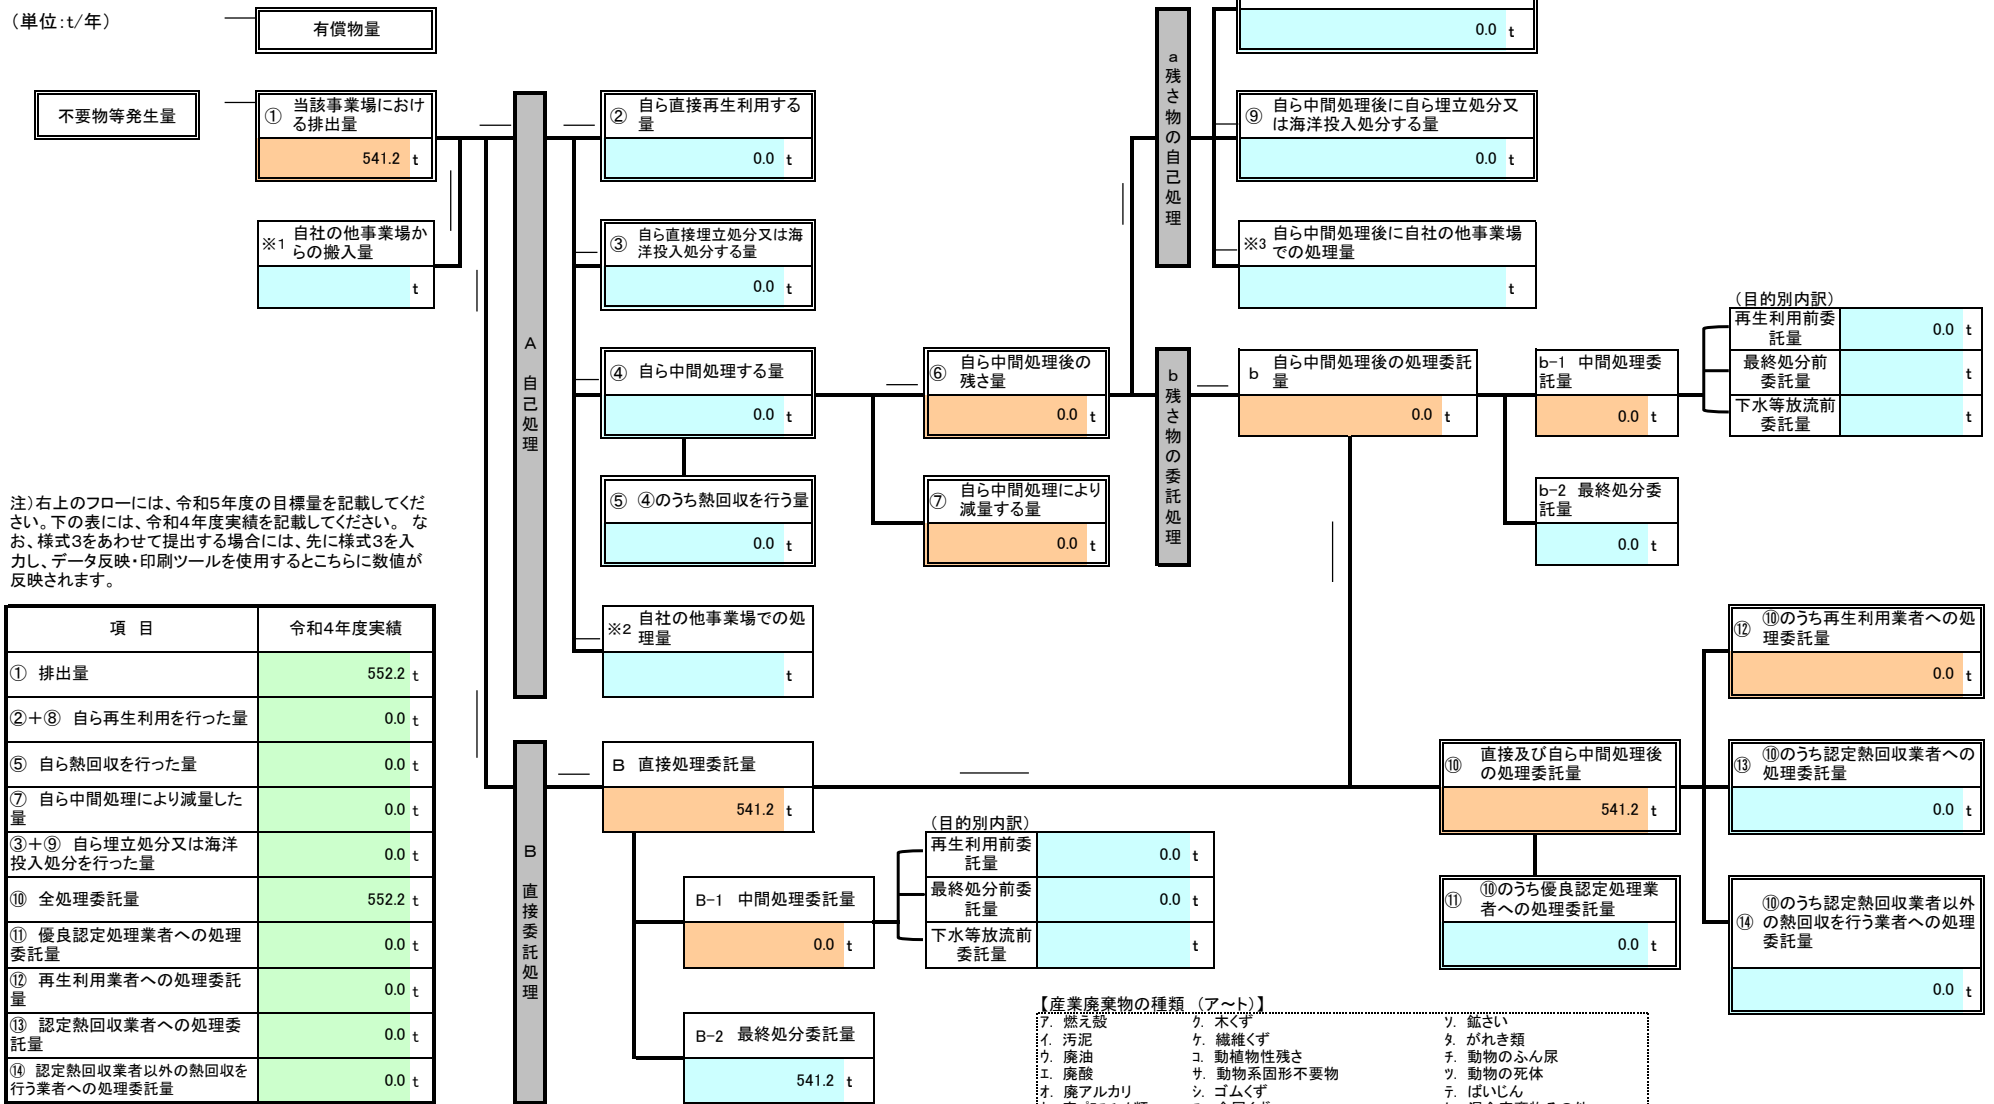 （単位：t/年）
有償物量
0.0 t
不要物等発生量
① 当該事業場におけ
る排出量
541.2 t
※1 自社の他事業場か
らの搬入量
t
A 自己処理
② 自ら直接再生利用する
量
0.0 t
③ 自ら直接埋立処分又は海
洋投入処分する量
0.0 t
④ 自ら中間処理する量
0.0 t
⑤ ④のうち熱回収を行う量
0.0 t
※2 自社の他事業場での処
理量
t
⑥ 自ら中間処理後の
残さ量
0.0 t
⑦ 自ら中間処理により
減量する量
0.0 t
a 残さ物の自己処理
⑨ 自ら中間処理後に自ら埋立処分又
は海洋投入処分する量
0.0 t
※3 自ら中間処理後に自社の他事業場
での処理量
t
b 残さ物の委託処理
b 自ら中間処理後の処理委託
量
0.0 t
b-1 中間処理委
託量
0.0 t
（目的別内訳）
再生利用前委
託量
0.0 t
最終処分前
委託量
t
下水等放流前
委託量
t
b-2 最終処分委
託量
0.0 t
注）右上のフローには、令和５年度の目標量を記載してくだ
さい。下の表には、令和４年度実績を記載してください。 な
お、様式３をあわせて提出する場合には、先に様式３を入
力し、データ反映・印刷ツールを使用するとこちらに数値が
反映されます。
項 目 令和４年度実績
① 排出量 552.2 t
②＋⑧ 自ら再生利用を行った量 0.0 t
⑤ 自ら熱回収を行った量 0.0 t
⑦ 自ら中間処理により減量した
量
0.0 t
③＋⑨ 自ら埋立処分又は海洋
投入処分を行った量
0.0 t
⑩ 全処理委託量 552.2 t
⑪ 優良認定処理業者への処理
委託量
0.0 t
⑫ 再生利用業者への処理委託
量
0.0 t
⑬ 認定熱回収業者への処理委
託量
0.0 t
⑭ 認定熱回収業者以外の熱回収を
行う業者への処理委託量
0.0 t
B 直接委託処理
B 直接処理委託量
541.2 t
B-1 中間処理委託量
0.0 t
（目的別内訳）
再生利用前委
託量
0.0 t
最終処分前委
託量
0.0 t
下水等放流前
委託量
t
B-2 最終処分委託量
541.2 t
⑩ 直接及び自ら中間処理後
の処理委託量
541.2 t
⑪ ⑩のうち優良認定処理業
者への処理委託量
0.0 t
⑫ ⑩のうち再生利用業者への処
理委託量
0.0 t
⑬ ⑩のうち認定熱回収業者への
処理委託量
0.0 t
⑭ ⑩のうち認定熱回収業者以外
の熱回収を行う業者への処理
委託量
0.0 t
【産業廃棄物の種類 （ア～ト）】
ア. 燃え殻 ク. 木くず ソ. 鉱さい
イ. 汚泥 ケ. 繊維くず タ. がれき類
ウ. 廃油 コ. 動植物性残さ チ. 動物のふん尿
エ. 廃酸 サ. 動物系固形不要物 ツ. 動物の死体
オ. 廃アルカリ シ. ゴムくず テ. ばいじん